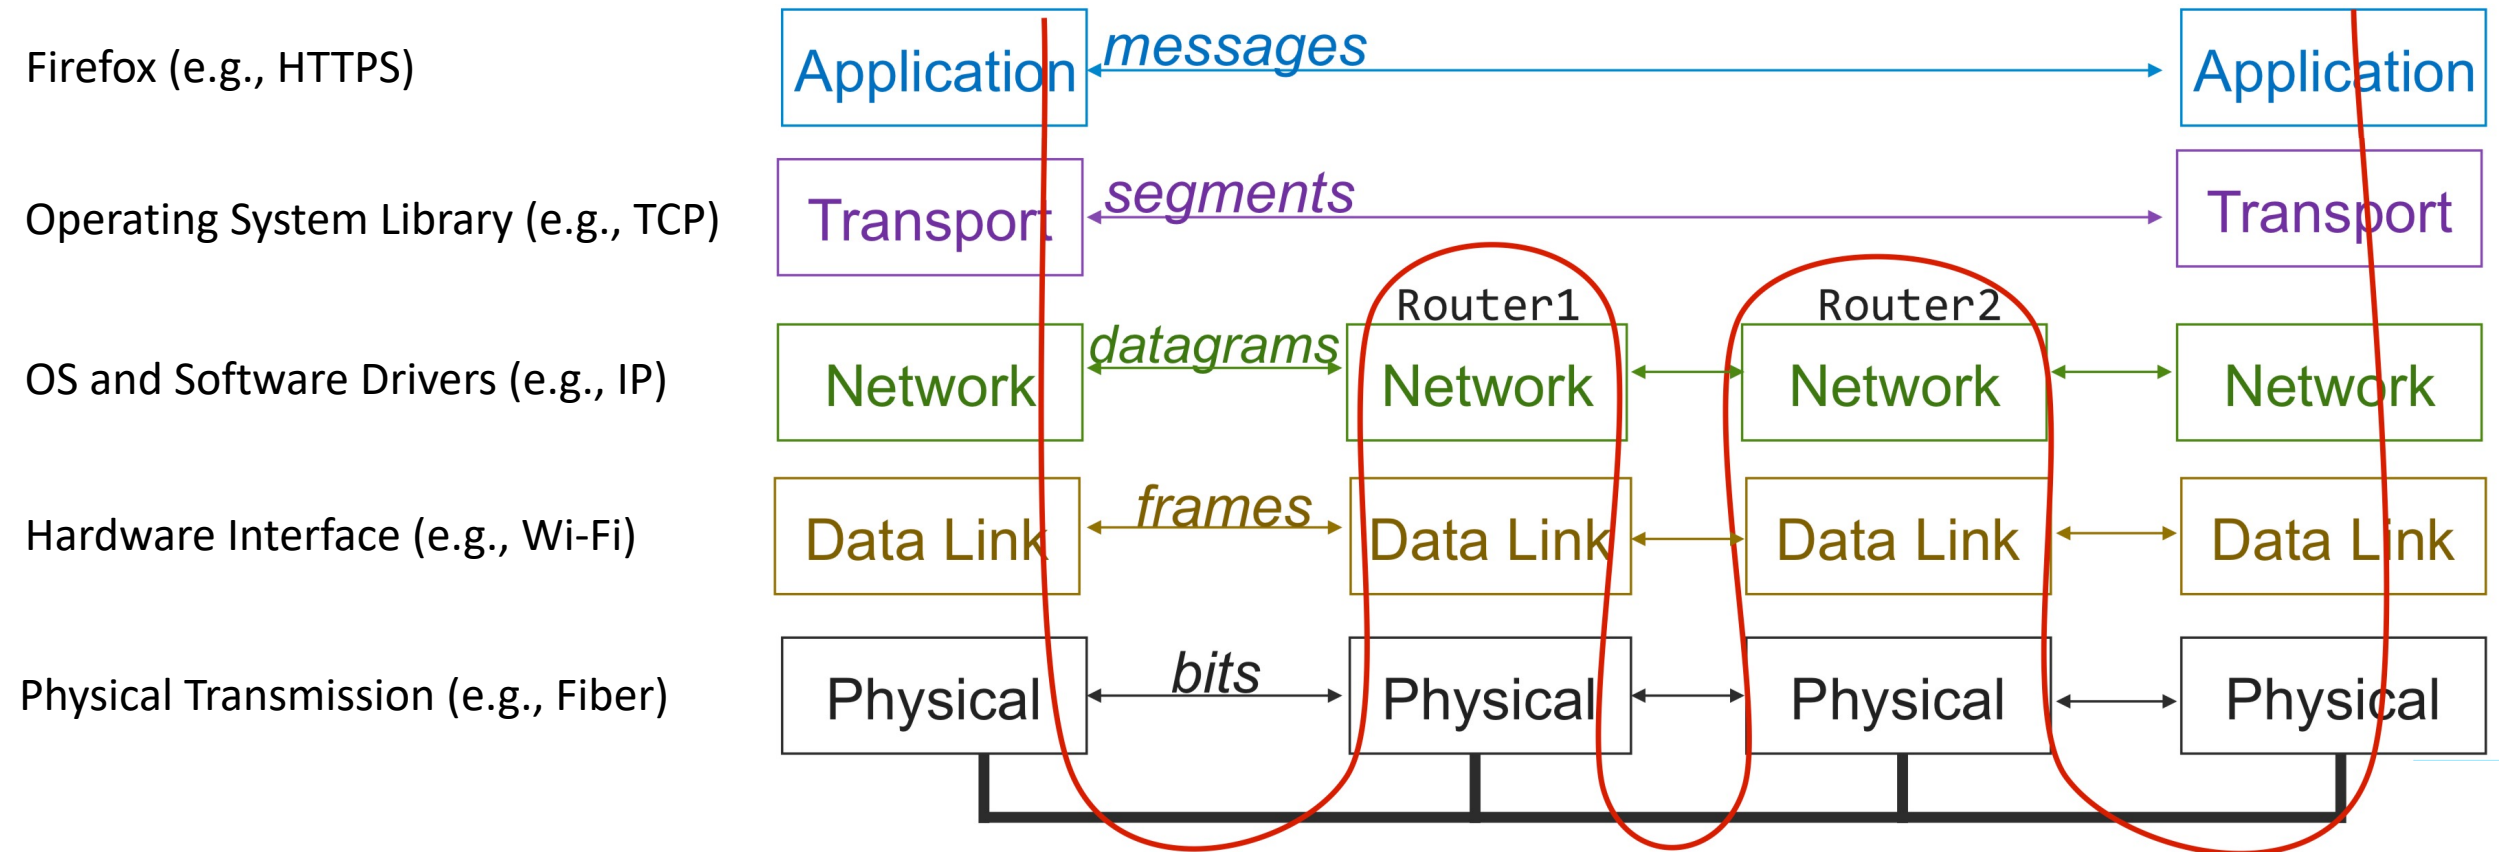 Firefox (e.g., HTTPS)
Application
messages
Application
Operating System Library (e.g., TCP)
Transport
segments
Transport
Router1
Router2
OS and Software Drivers (e.g., IP)
Network
datagrams
Network
Network
Network
Hardware Interface (e.g., Wi-Fi)
Data Link
frames
Data Link
Data Link
Data Link
Physical Transmission (e.g., Fiber)
Physical
bits
Physical
Physical
Physical